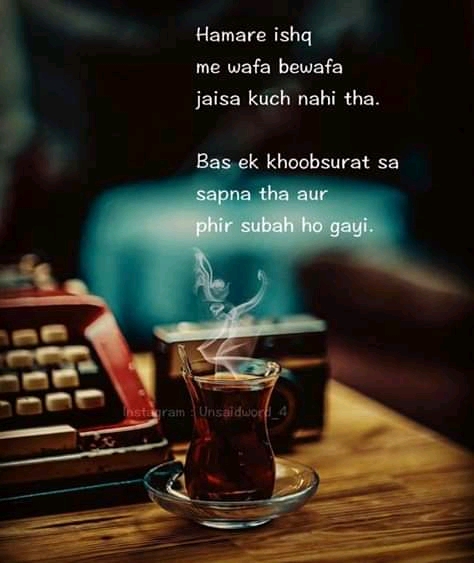 Hamare ishq
me wafa bewafa
jaisa kuch nahi tha.
Bas ek khoobsurat sa
sapna tha aur
phir subah ho gayi.
Instagram : Unsaidword_4